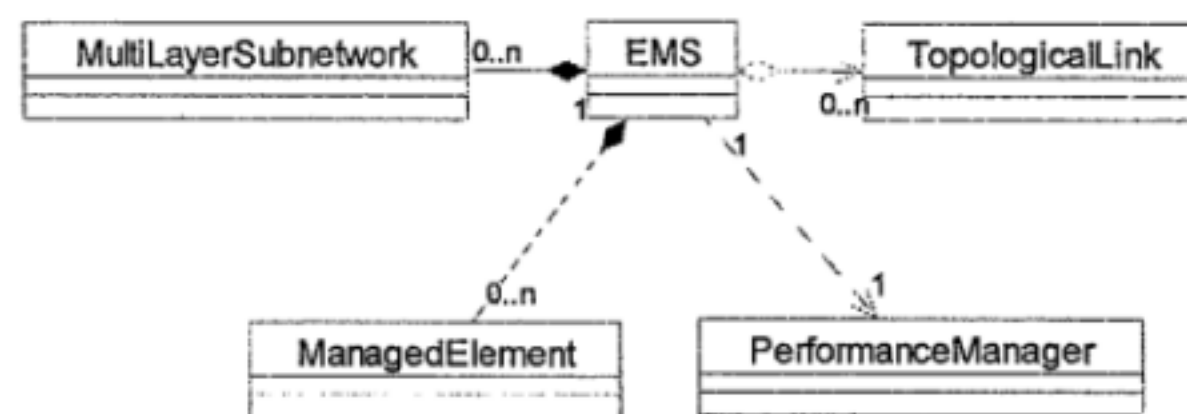 MultiLayerSubnetwork
0..n
EMS
TopologicalLink
0..n
1
1
0..n
1
ManagedElement
PerformanceManager